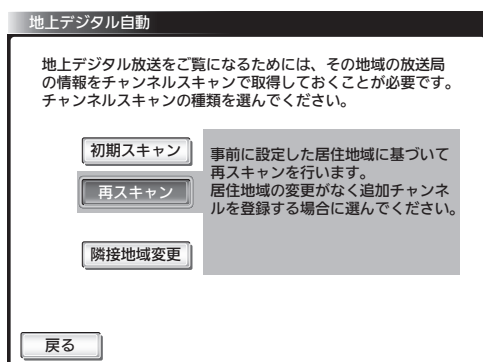 地上デジタル自動
地上デジタル放送をご覧になるためには、その地域の放送局
の情報をチャンネルスキャンで取得しておくことが必要です。
チャンネルスキャンの種類を選んでください。
初期スキャン
再スキャン
隣接地域変更
事前に設定した居住地域に基づいて
再スキャンを行います。
居住地域の変更がなく追加チャンネ
ルを登録する場合に選んでください。
戻る